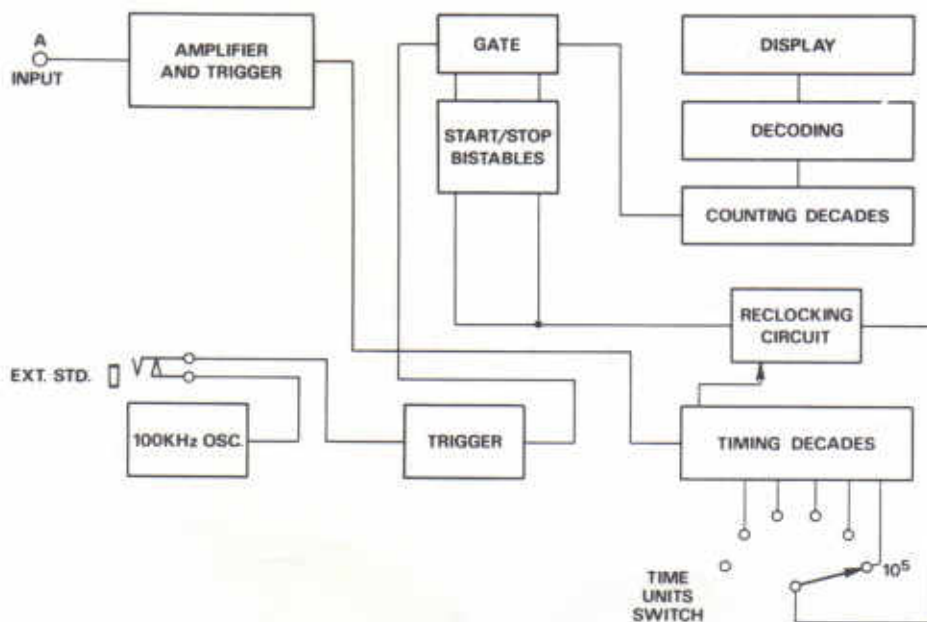 A
INPUT
AMPLIFIER
AND TRIGGER
GATE
START/STOP
BISTABLES
DISPLAY
DECODING
COUNTING DECADES
RECLOCKING
CIRCUIT
EXT. STD.
100KHz OSC.
TRIGGER
TIMING DECADES
TIME
UNITS
SWITCH
10⁵